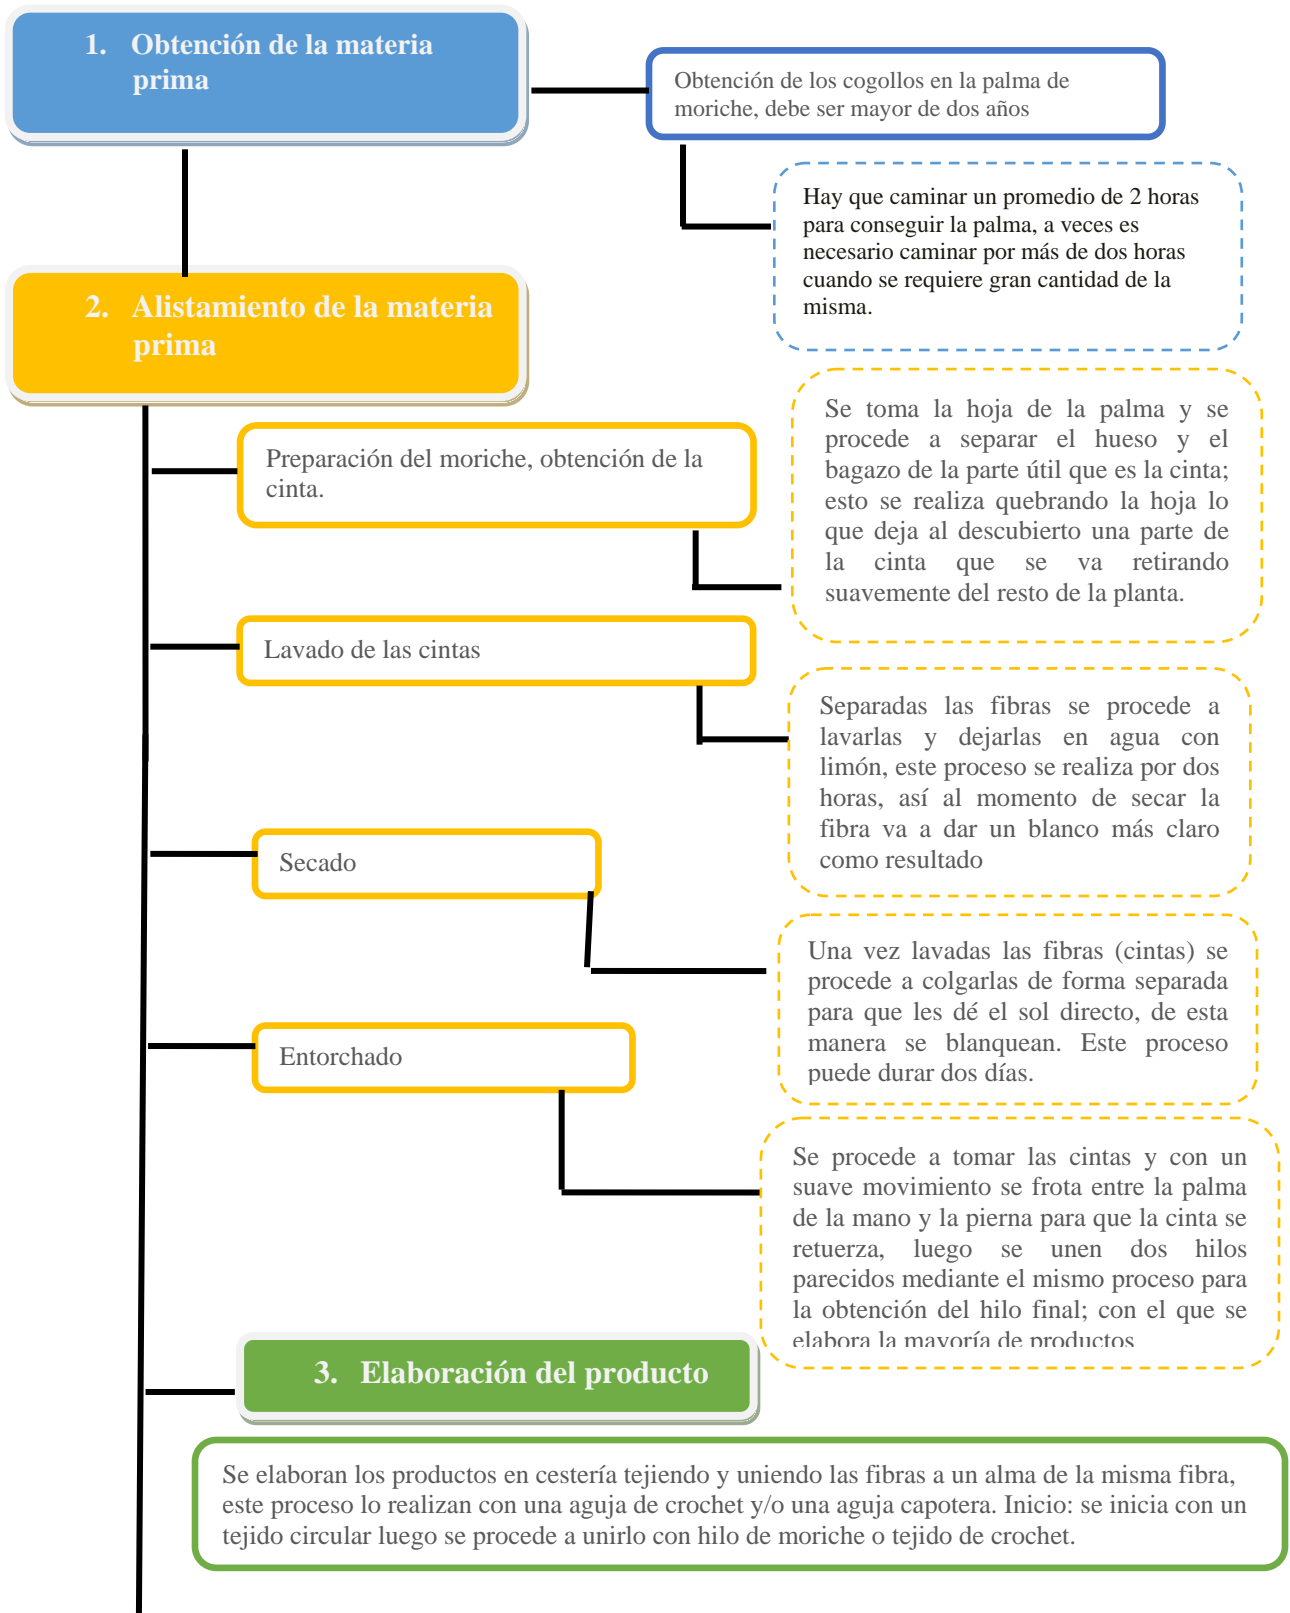 1. Obtención de la materia
prima
Obtención de los cogollos en la palma de
moriche, debe ser mayor de dos años
Hay que caminar un promedio de 2 horas
para conseguir la palma, a veces es
necesario caminar por más de dos horas
cuando se requiere gran cantidad de la
misma.
2. Alistamiento de la materia
prima
Preparación del moriche, obtención de la
cinta.
Se toma la hoja de la palma y se
procede a separar el hueso y el
bagazo de la parte útil que es la cinta;
esto se realiza quebrando la hoja lo
que deja al descubierto una parte de
la cinta que se va retirando
suavemente del resto de la planta.
Lavado de las cintas
Separadas las fibras se procede a
lavarlas y dejarlas en agua con
limón, este proceso se realiza por dos
horas, así al momento de secar la
fibra va a dar un blanco más claro
como resultado
Secado
Una vez lavadas las fibras (cintas) se
procede a colgarlas de forma separada
para que les dé el sol directo, de esta
manera se blanquean. Este proceso
puede durar dos días.
Entorchado
Se procede a tomar las cintas y con un
suave movimiento se frota entre la palma
de la mano y la pierna para que la cinta se
retuerza, luego se unen dos hilos
parecidos mediante el mismo proceso para
la obtención del hilo final; con el que se
elabora la mayoría de productos
3. Elaboración del producto
Se elaboran los productos en cestería tejiendo y uniendo las fibras a un alma de la misma fibra,
este proceso lo realizan con una aguja de crochet y/o una aguja capotera. Inicio: se inicia con un
tejido circular luego se procede a unirlo con hilo de moriche o tejido de crochet.